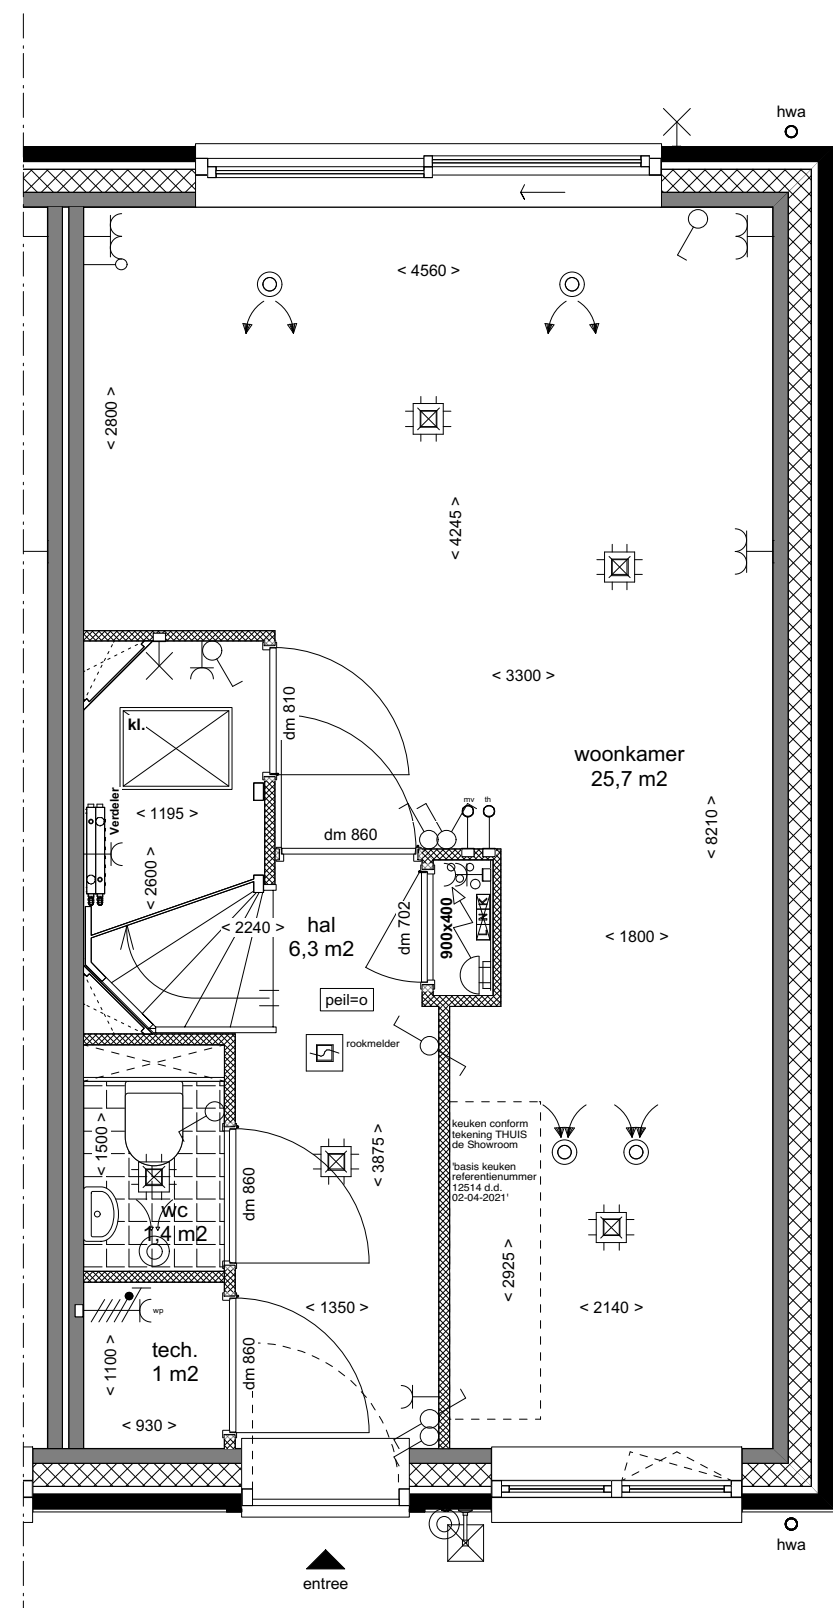 hwa
< 4560 >
< 2800 >
< 4245 >
< 3300 >
dm 810
kl.
woonkamer
25,7 m2
Verdeler
< 1195 >
mv
th
< 8210 >
dm 860
< 2600 >
< 2240 >
hal
6,3 m2
dm 702
900x400
< 1800 >
peil=o
rookmelder
keuken conform
tekening THUIS
de Showroom
'basis keuken
referentienummer
12514 d.d.
02-04-2021'
< 1500 >
< 3875 >
dm 860
wc
1,4 m2
< 2925 >
wp
< 1350 >
< 2140 >
tech.
1 m2
< 1100 >
dm 860
< 930 >
hwa
entree